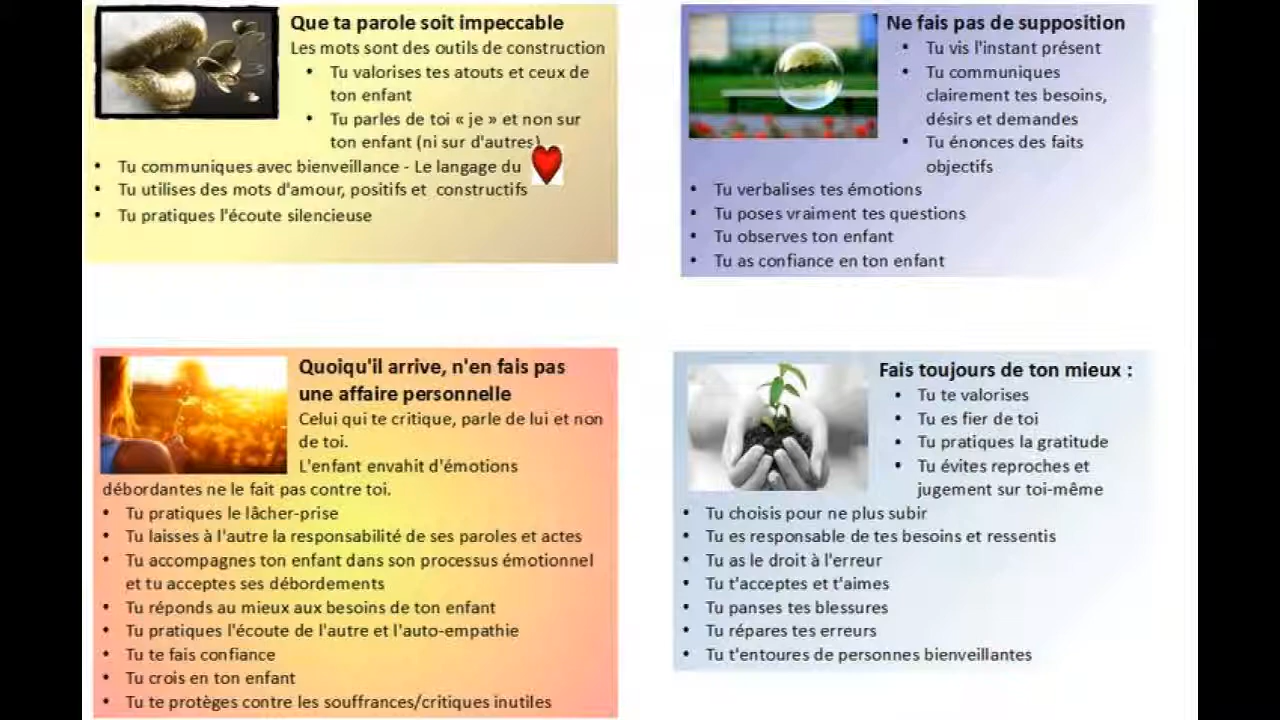 Que ta parole soit impeccable
Les mots sont des outils de construction
• Tu valorises tes atouts et ceux de
ton enfant
• Tu parles de toi « je » et non sur
ton enfant (ni sur d'autres)
• Tu communiques avec bienveillance - Le langage du
• Tu utilises des mots d'amour, positifs et constructifs
• Tu pratiques l'écoute silencieuse
Ne fais pas de supposition
• Tu vis l'instant présent
• Tu communiques
clairement tes besoins,
désirs et demandes
• Tu énonces des faits
objectifs
• Tu verbalises tes émotions
• Tu poses vraiment tes questions
• Tu observes ton enfant
• Tu as confiance en ton enfant
Quoiqu'il arrive, n'en fais pas
une affaire personnelle
Celui qui te critique, parle de lui et non
de toi.
L'enfant envahit d'émotions
débordantes ne le fait pas contre toi.
• Tu pratiques le lâcher-prise
• Tu laisses à l'autre la responsabilité de ses paroles et actes
• Tu accompagnes ton enfant dans son processus émotionnel
et tu acceptes ses débordements
• Tu réponds au mieux aux besoins de ton enfant
• Tu pratiques l'écoute de l'autre et l'auto-empathie
• Tu te fais confiance
• Tu crois en ton enfant
• Tu te protèges contre les souffrances/critiques inutiles
Fais toujours de ton mieux :
• Tu te valorises
• Tu es fier de toi
• Tu pratiques la gratitude
• Tu évites reproches et
jugement sur toi-même
• Tu choisis pour ne plus subir
• Tu es responsable de tes besoins et ressentis
• Tu as le droit à l'erreur
• Tu t'acceptes et t'aimes
• Tu panses tes blessures
• Tu répares tes erreurs
• Tu t'entoures de personnes bienveillantes